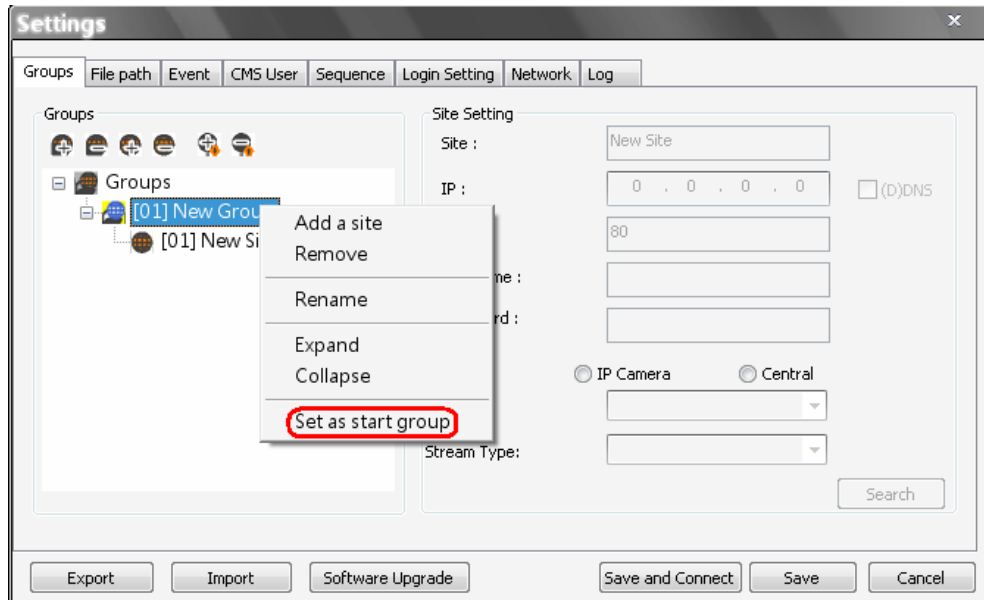 Settings
Groups File path Event CMS User Sequence Login Setting Network Log
Groups
Groups
[01] New Grou
[01] New Si
Add a site
Remove
Rename
Expand
Collapse
Set as start group
Site Setting
Site : New Site
IP : 0 . 0 . 0 . 0 (D)DNS
80
me :
rd :
IP Camera Central
Stream Type:
Search
Export Import Software Upgrade Save and Connect Save Cancel